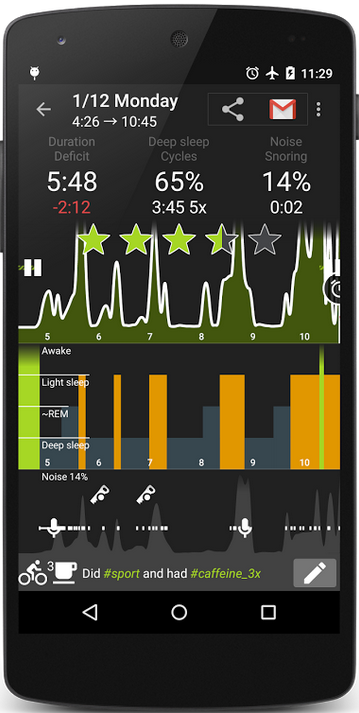 11:29
1/12 Monday
4:26 → 10:45
Duration Deep sleep Noise
Deficit Cycles Snoring
5:48 65% 14%
-2:12 3:45 5x 0:02
5 6 7 8 9 10
Awake
Light sleep
~REM
Deep sleep
5 6 7 8 9 10
Noise 14%
3 Did #sport and had #caffeine_3x